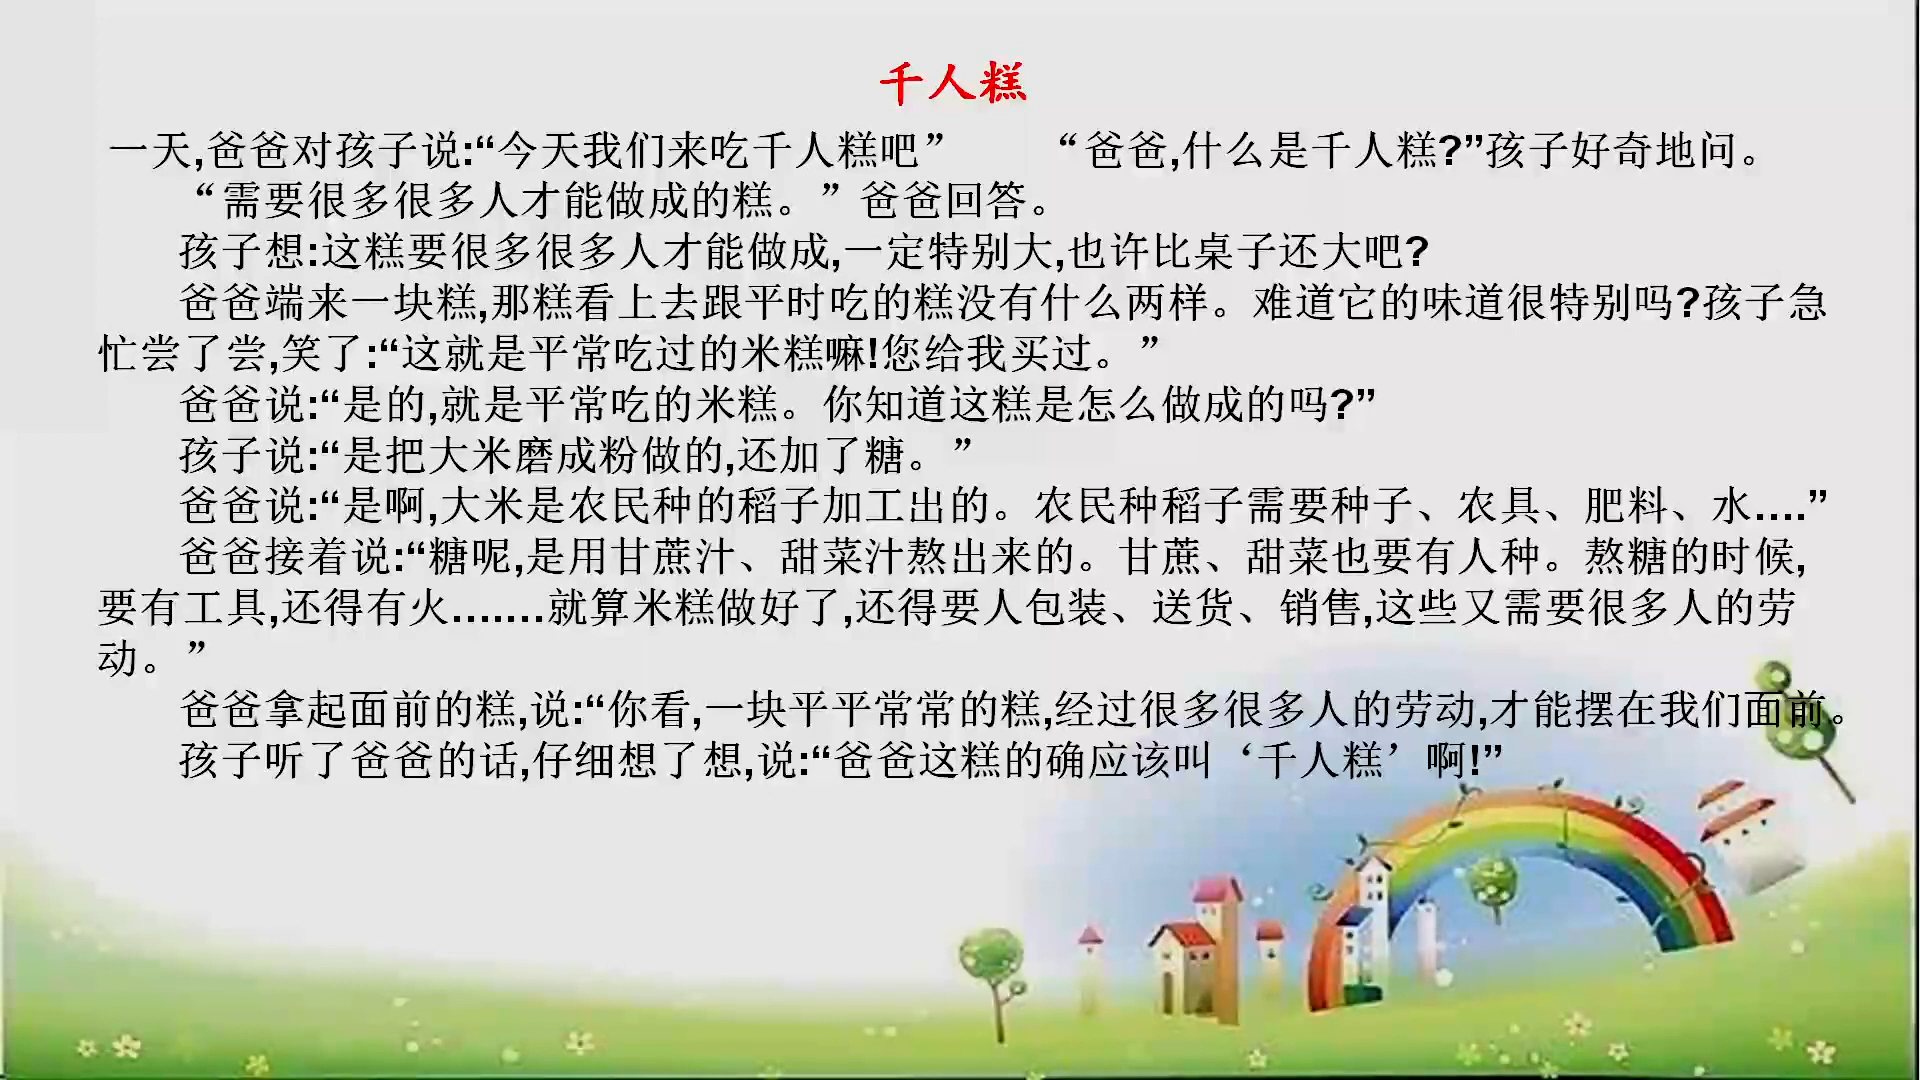 千人糕
一天,爸爸对孩子说:“今天我们来吃千人糕吧” “爸爸,什么是千人糕?”孩子好奇地问。
“需要很多很多人才能做成的糕。”爸爸回答。
孩子想:这糕要很多很多人才能做成,一定特别大,也许比桌子还大吧?
爸爸端来一块糕,那糕看上去跟平时吃的糕没有什么两样。难道它的味道很特别吗?孩子急
忙尝了尝,笑了:“这就是平常吃过的米糕嘛!您给我买过。”
爸爸说:“是的,就是平常吃的米糕。你知道这糕是怎么做成的吗?”
孩子说:“是把大米磨成粉做的,还加了糖。”
爸爸说:“是啊,大米是农民种的稻子加工出的。农民种稻子需要种子、农具、肥料、水....”
爸爸接着说:“糖呢,是用甘蔗汁、甜菜汁熬出来的。甘蔗、甜菜也要有人种。熬糖的时候,
要有工具,还得有火.......就算米糕做好了,还得要人包装、送货、销售,这些又需要很多人的劳
动。”
爸爸拿起面前的糕,说:“你看,一块平平常常的糕,经过很多很多人的劳动,才能摆在我们面前。
孩子听了爸爸的话,仔细想了想,说:“爸爸这糕的确应该叫‘千人糕’啊!”